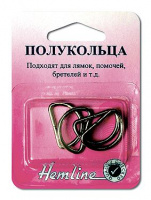 ПОЛУКОЛЬЦА
Подходят для лямок, помочей,
бретелей и т.д.
Hemline